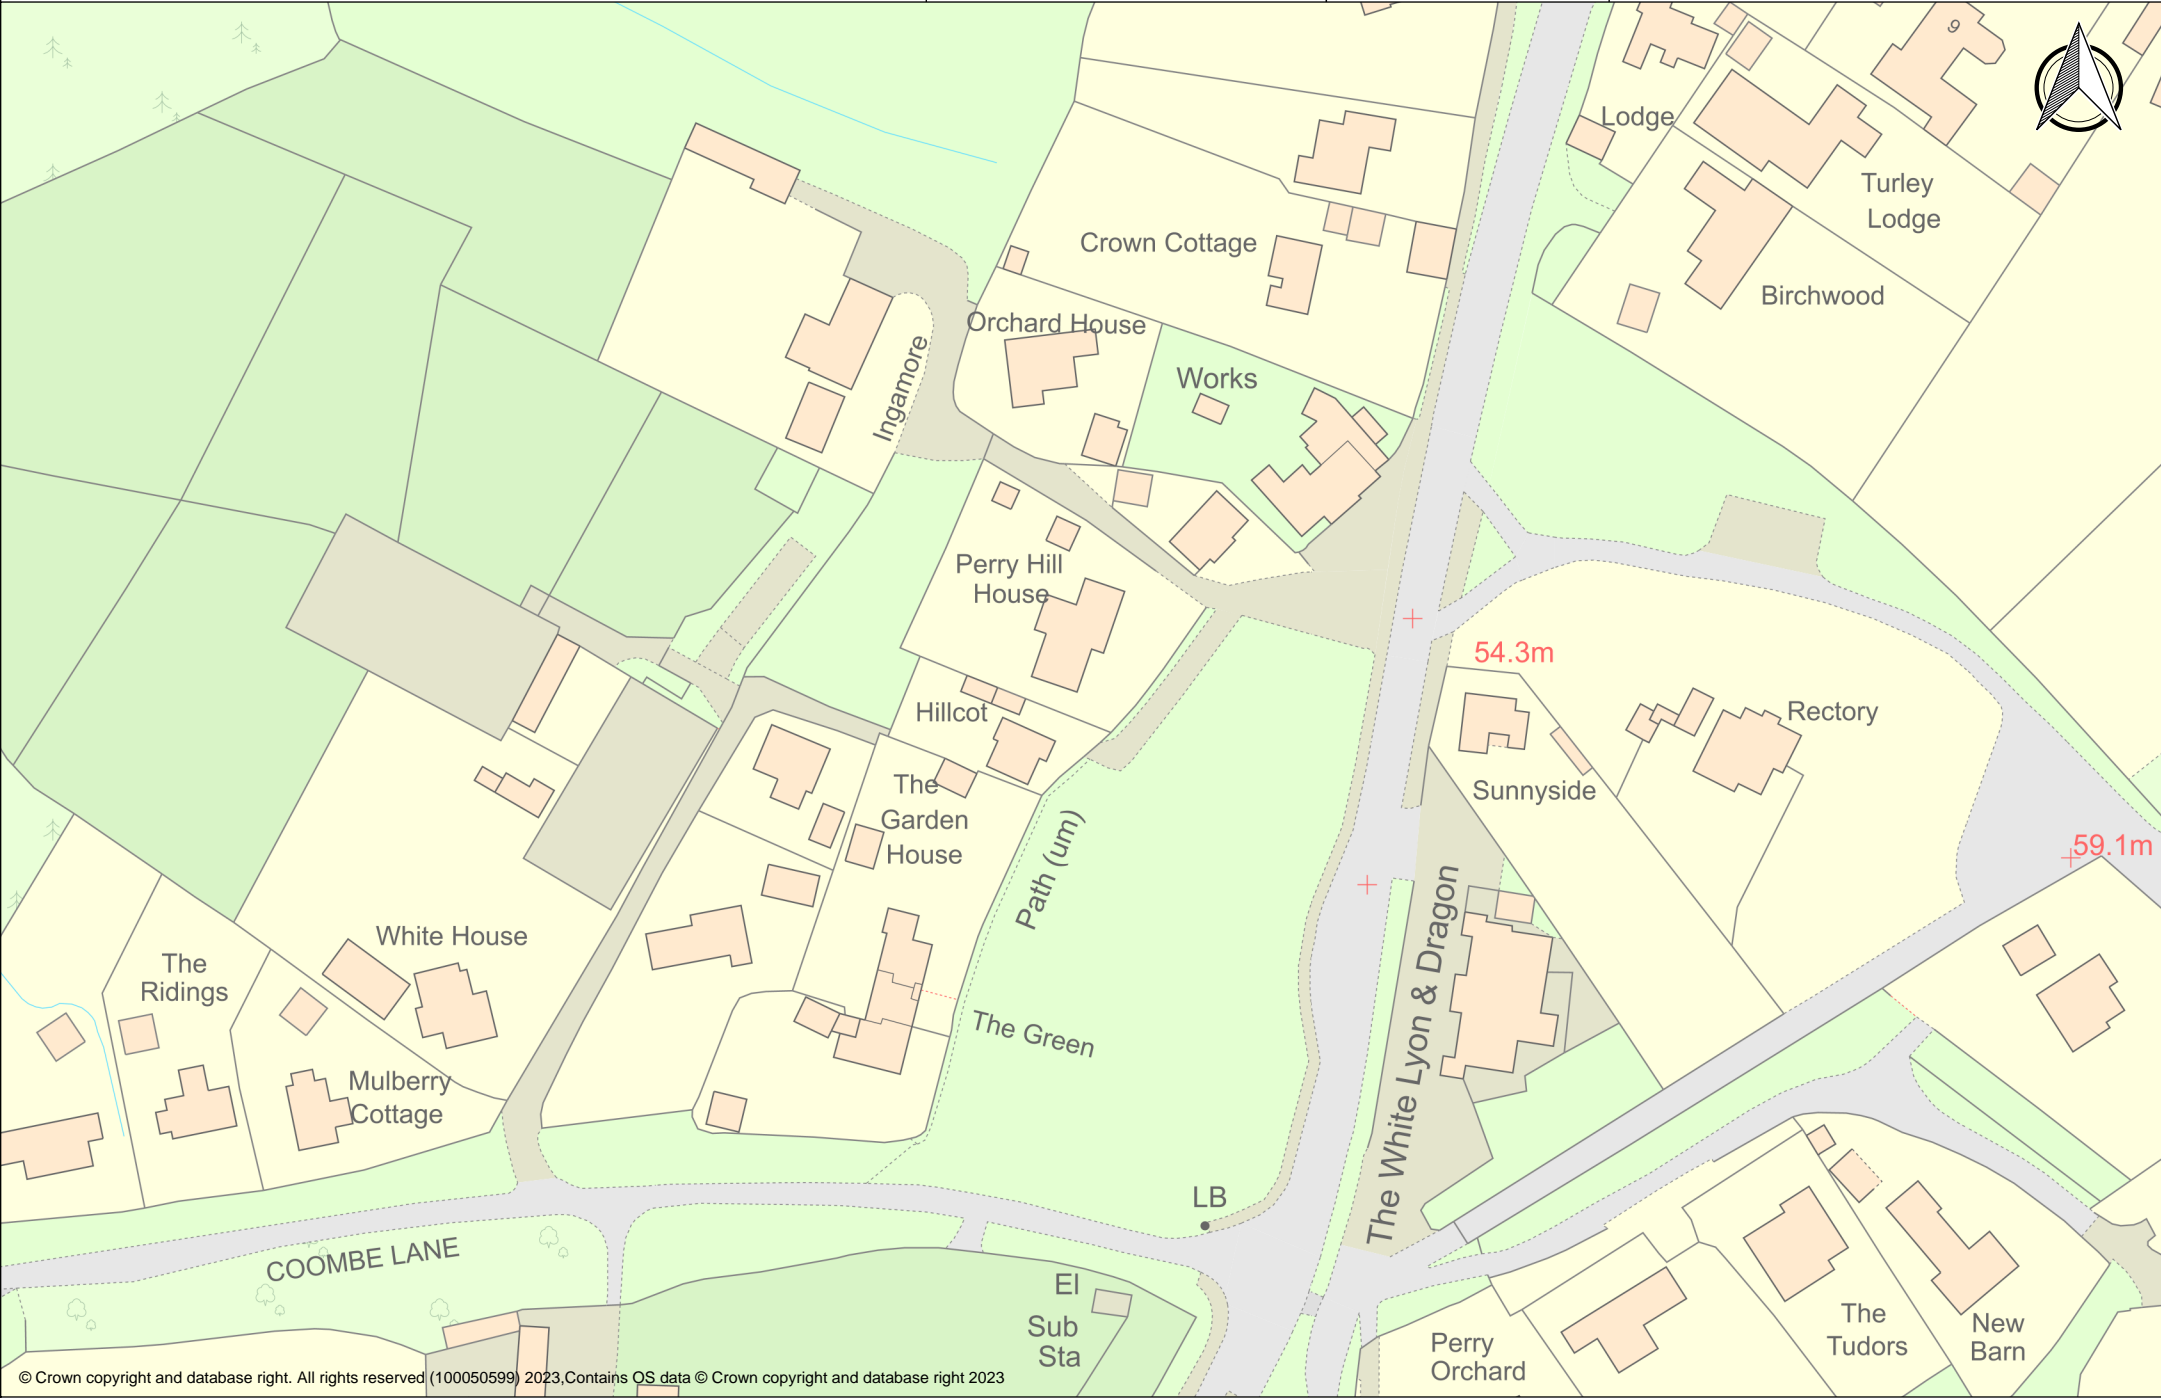 9
Lodge
Turley
Lodge
Crown Cottage
Birchwood
Orchard House
Ingamore
Works
Perry Hill
House
54.3m
Hillcot
Rectory
The
Garden
House
Sunnyside
Path (um)
59.1m
White House
The
Ridings
The White Lyon & Dragon
The Green
Mulberry
Cottage
LB
COOMBE LANE
El
Sub
Sta
The
Tudors
New
Barn
Perry
Orchard
© Crown copyright and database right. All rights reserved (100050599) 2023,Contains OS data © Crown copyright and database right 2023